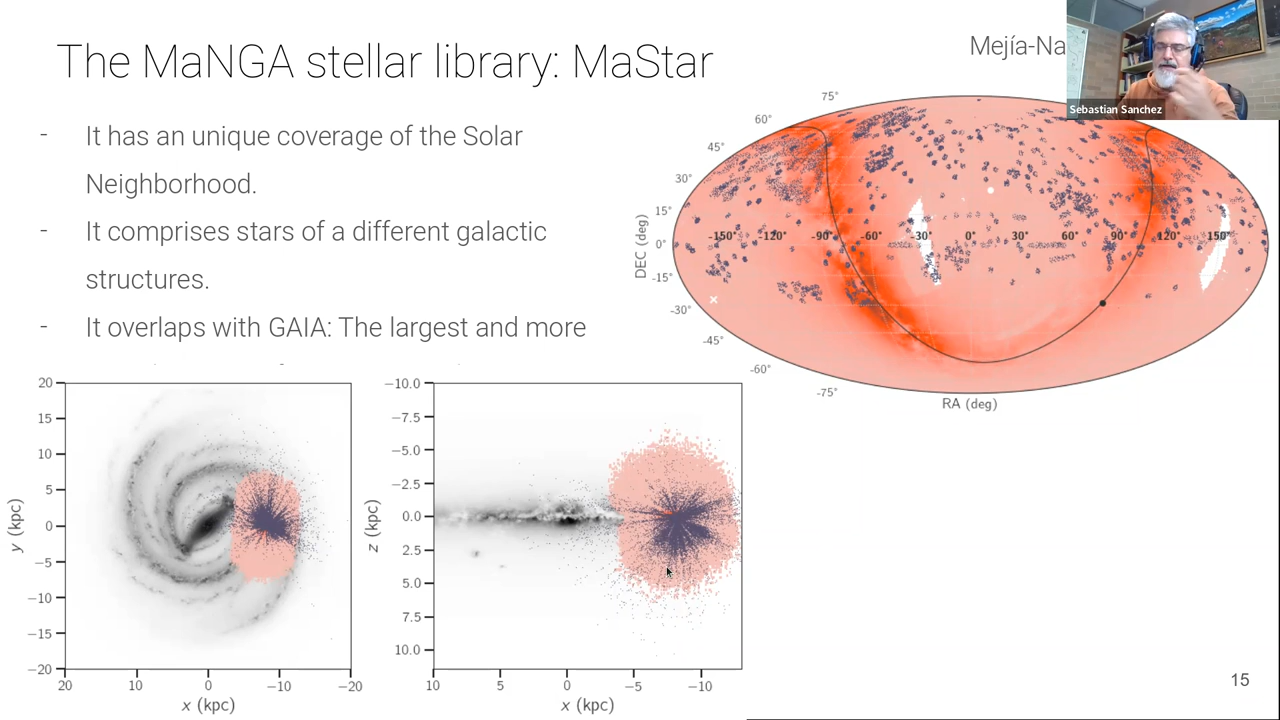 The MaNGA stellar library: MaStar
Mejía-Na
Sebastian Sanchez
- It has an unique coverage of the Solar
Neighborhood.
- It comprises stars of a different galactic
structures.
- It overlaps with GAIA: The largest and more
75°
60°
45°
30°
15°
0°
-15°
-30°
-45°
-60°
-75°
DEC (deg)
-150° -120° -90° -60° -30° 0° 30° 60° 90° 120° 150°
RA (deg)
20
15
10
5
0
−5
−10
−15
−20
y (kpc)
20 10 0 −10 −20
x (kpc)
−10.0
−7.5
−5.0
−2.5
0.0
2.5
5.0
7.5
10.0
z (kpc)
10 5 0 −5 −10
x (kpc)
15